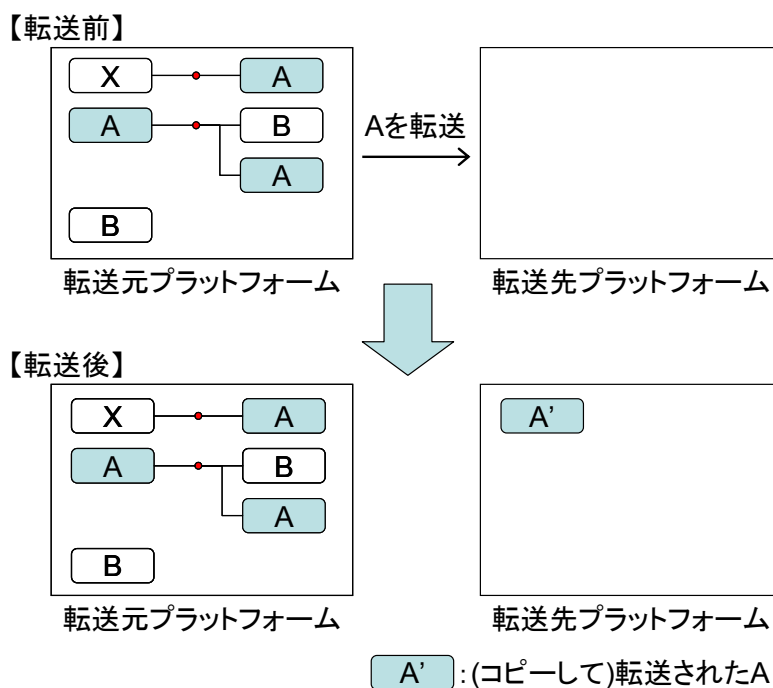 【転送前】
X
A
A
B
A
B
Aを転送
転送元プラットフォーム
転送先プラットフォーム
【転送後】
X
A
A
B
A
B
A’
転送元プラットフォーム
転送先プラットフォーム
A’ :(コピーして)転送されたA